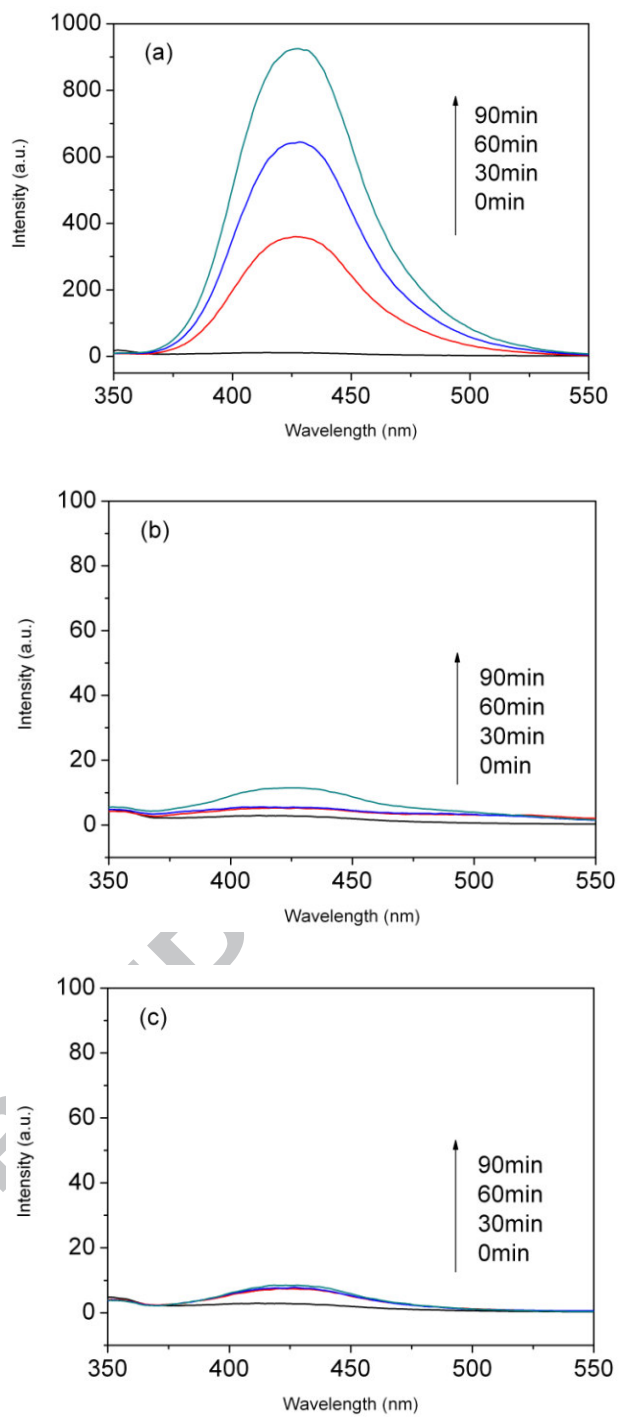 (a)
1000
800
600
400
200
0
Intensity (a.u.)
90min
60min
30min
0min
350 400 450 500 550
Wavelength (nm)
(b)
100
80
60
40
20
0
Intensity (a.u.)
90min
60min
30min
0min
350 400 450 500 550
Wavelength (nm)
(c)
100
80
60
40
20
0
Intensity (a.u.)
90min
60min
30min
0min
350 400 450 500 550
Wavelength (nm)